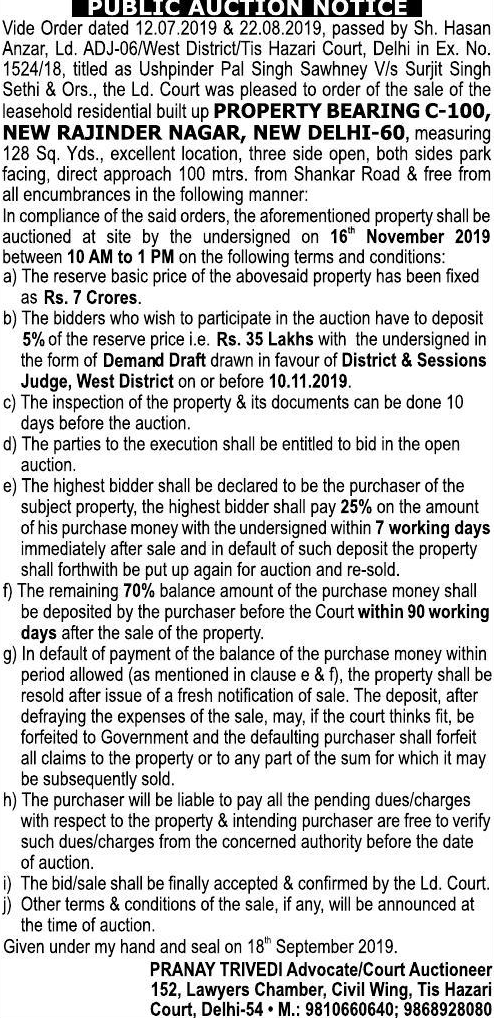 PUBLIC AUCTION NOTICE
Vide Order dated 12.07.2019 & 22.08.2019, passed by Sh. Hasan
Anzar, Ld. ADJ-06/West District/Tis Hazari Court, Delhi in Ex. No.
1524/18, titled as Ushpinder Pal Singh Sawhney V/s Surjit Singh
Sethi & Ors., the Ld. Court was pleased to order of the sale of the
leasehold residential built up PROPERTY BEARING C-100,
NEW RAJINDER NAGAR, NEW DELHI-60, measuring
128 Sq. Yds., excellent location, three side open, both sides park
facing, direct approach 100 mtrs. from Shankar Road & free from
all encumbrances in the following manner:
In compliance of the said orders, the aforementioned property shall be
auctioned at site by the undersigned on 16th November 2019
between 10 AM to 1 PM on the following terms and conditions:
a) The reserve basic price of the abovesaid property has been fixed
as Rs. 7 Crores.
b) The bidders who wish to participate in the auction have to deposit
5% of the reserve price i.e. Rs. 35 Lakhs with the undersigned in
the form of Demand Draft drawn in favour of District & Sessions
Judge, West District on or before 10.11.2019.
c) The inspection of the property & its documents can be done 10
days before the auction.
d) The parties to the execution shall be entitled to bid in the open
auction.
e) The highest bidder shall be declared to be the purchaser of the
subject property, the highest bidder shall pay 25% on the amount
of his purchase money with the undersigned within 7 working days
immediately after sale and in default of such deposit the property
shall forthwith be put up again for auction and re-sold.
f) The remaining 70% balance amount of the purchase money shall
be deposited by the purchaser before the Court within 90 working
days after the sale of the property.
g) In default of payment of the balance of the purchase money within
period allowed (as mentioned in clause e & f), the property shall be
resold after issue of a fresh notification of sale. The deposit, after
defraying the expenses of the sale, may, if the court thinks fit, be
forfeited to Government and the defaulting purchaser shall forfeit
all claims to the property or to any part of the sum for which it may
be subsequently sold.
h) The purchaser will be liable to pay all the pending dues/charges
with respect to the property & intending purchaser are free to verify
such dues/charges from the concerned authority before the date
of auction.
i) The bid/sale shall be finally accepted & confirmed by the Ld. Court.
j) Other terms & conditions of the sale, if any, will be announced at
the time of auction.
Given under my hand and seal on 18th September 2019.
PRANAY TRIVEDI Advocate/Court Auctioneer
152, Lawyers Chamber, Civil Wing, Tis Hazari
Court, Delhi-54 • M.: 9810660640; 9868928080